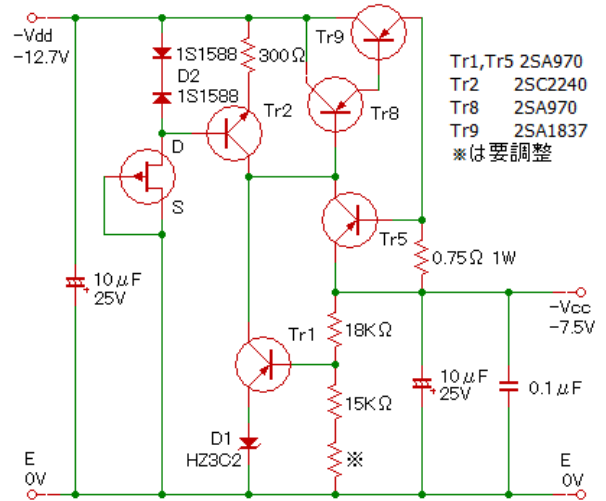 -Vdd
-12.7V
1S1588
D2
1S1588
300Ω
Tr2
Tr9
Tr8
Tr1,Tr5 2SA970
Tr2 2SC2240
Tr8 2SA970
Tr9 2SA1837
※は要調整
D
S
Tr5
0.75Ω 1W
10μF
25V
-Vcc
-7.5V
Tr1
18KΩ
15KΩ
10μF
25V
0.1μF
D1
HZ3C2
※
E
0V
E
0V